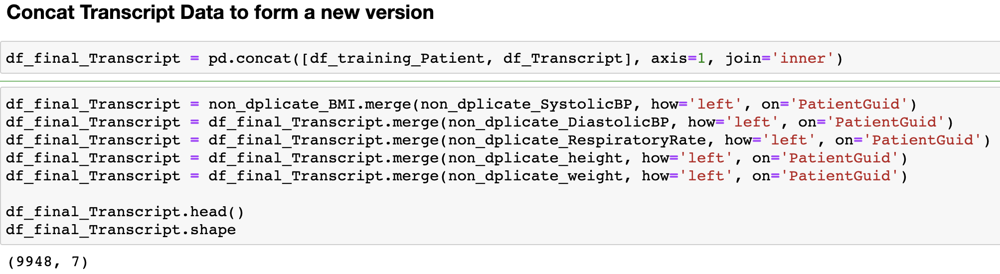 Concat Transcript Data to form a new version
df_final_Transcript = pd.concat([df_training_Patient, df_Transcript], axis=1, join='inner')
df_final_Transcript = non_dplicate_BMI.merge(non_dplicate_SystolicBP, how='left', on='PatientGuid')
df_final_Transcript = df_final_Transcript.merge(non_dplicate_DiastolicBP, how='left', on='PatientGuid')
df_final_Transcript = df_final_Transcript.merge(non_dplicate_RespiratoryRate, how='left', on='PatientGuid')
df_final_Transcript = df_final_Transcript.merge(non_dplicate_height, how='left', on='PatientGuid')
df_final_Transcript = df_final_Transcript.merge(non_dplicate_weight, how='left', on='PatientGuid')
df_final_Transcript.head()
df_final_Transcript.shape
(9948, 7)